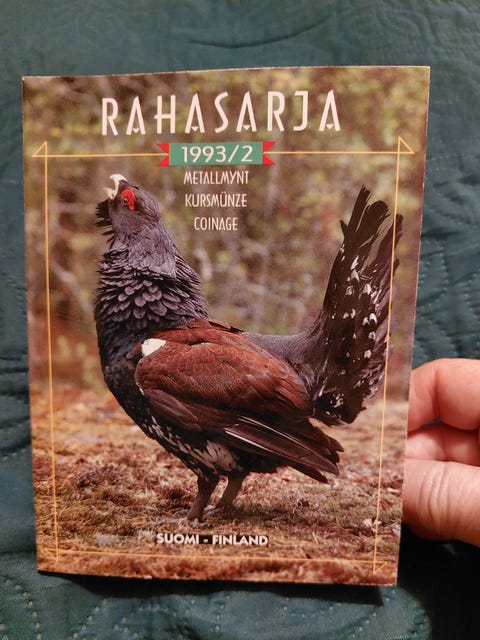 RAHASARJA
1993/2
METALLMYNT
KURSMÜNZE
COINAGE
SUOMI - FINLAND